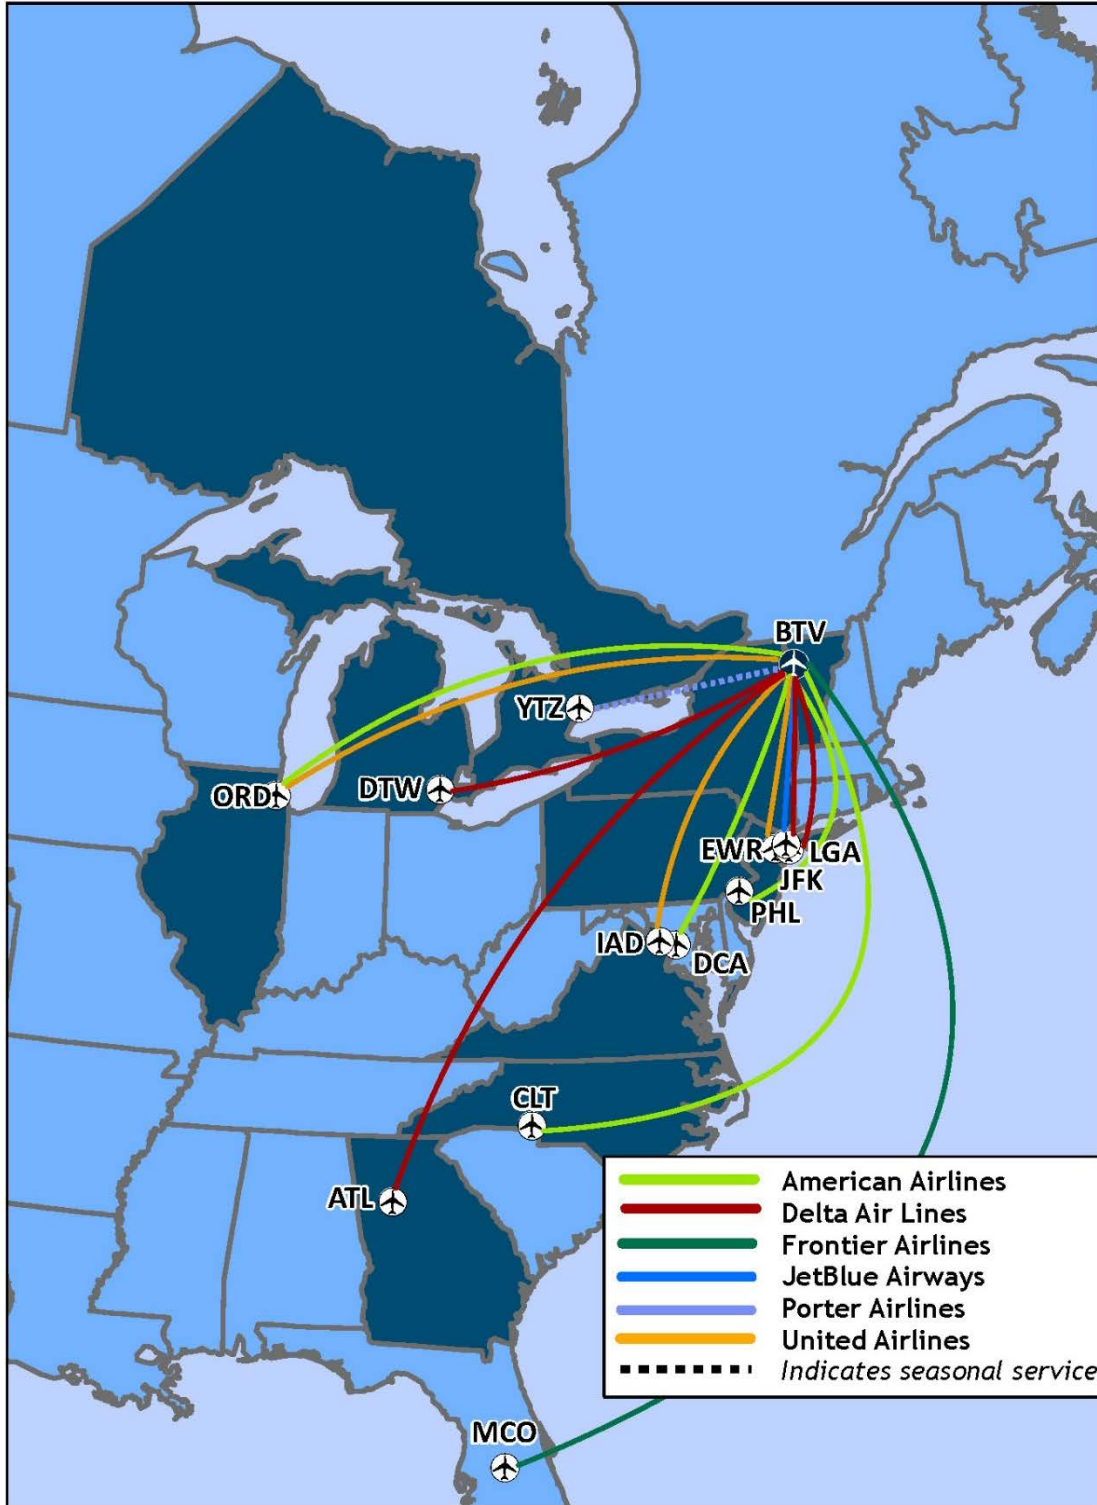 BTV
YTZ
DTW
ORD
EWR
LGA
JFK
PHL
IAD
DCA
CLT
ATL
American Airlines
Delta Air Lines
Frontier Airlines
JetBlue Airways
Porter Airlines
United Airlines
Indicates seasonal service
MCO